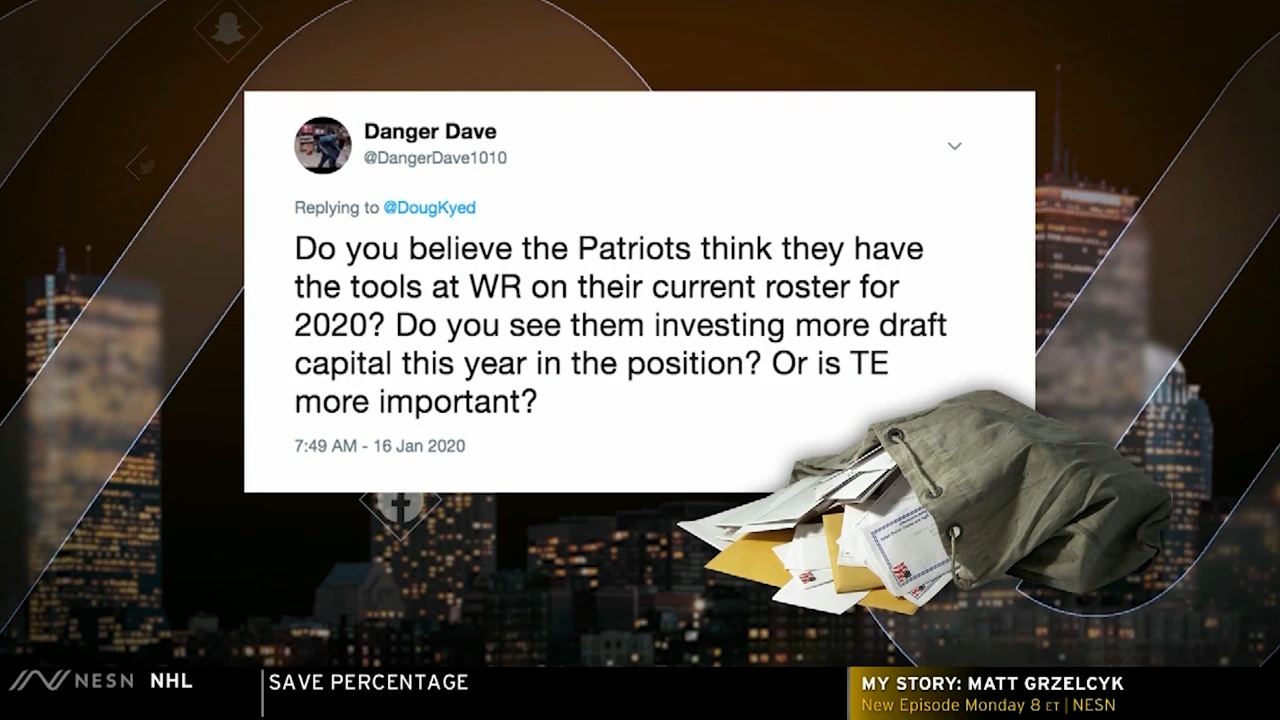 Danger Dave
@DangerDave1010
Replying to @DougKyed
Do you believe the Patriots think they have
the tools at WR on their current roster for
2020? Do you see them investing more draft
capital this year in the position? Or is TE
more important?
7:49 AM - 16 Jan 2020
NESN NHL
SAVE PERCENTAGE
MY STORY: MATT GRZELCYK
New Episode Monday 8 ET | NESN